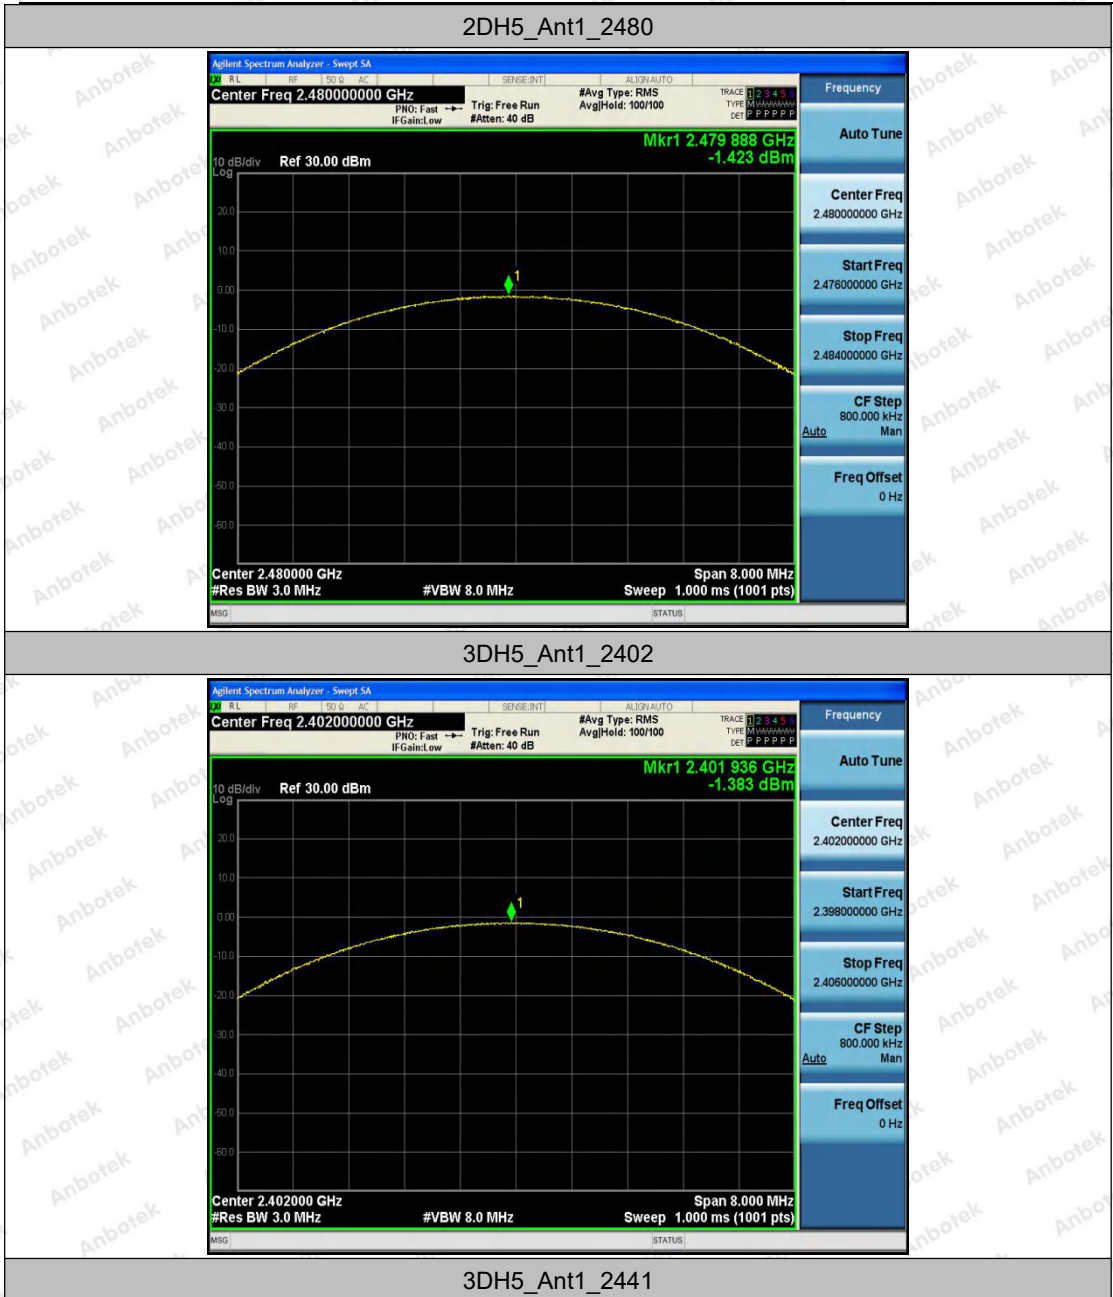 2DH5_Ant1_2480
Agilent Spectrum Analyzer - Swept SA
RL RF 50 Ω AC SENSE:INT ALIGNAUTO
Center Freq 2.480000000 GHz
PNO: Fast
IFGain:Low
Trig: Free Run
#Atten: 40 dB
#Avg Type: RMS
Avg|Hold: 100/100
TRACE 1 2 3 4 5 6
TYPE M
DET P P P P P P
Mkr1 2.479 888 GHz
-1.423 dBm
10 dB/div Ref 30.00 dBm
Log
20.0
10.0
0.00
-10.0
-20.0
-30.0
-40.0
-50.0
-60.0
1
Center 2.480000 GHz Span 8.000 MHz
#Res BW 3.0 MHz #VBW 8.0 MHz Sweep 1.000 ms (1001 pts)
MSG STATUS
Frequency
Auto Tune
Center Freq
2.480000000 GHz
Start Freq
2.476000000 GHz
Stop Freq
2.484000000 GHz
CF Step
800.000 kHz
Auto Man
Freq Offset
0 Hz
3DH5_Ant1_2402
Agilent Spectrum Analyzer - Swept SA
RL RF 50 Ω AC SENSE:INT ALIGNAUTO
Center Freq 2.402000000 GHz
PNO: Fast
IFGain:Low
Trig: Free Run
#Atten: 40 dB
#Avg Type: RMS
Avg|Hold: 100/100
TRACE 1 2 3 4 5 6
TYPE M
DET P P P P P P
Mkr1 2.401 936 GHz
-1.383 dBm
10 dB/div Ref 30.00 dBm
Log
20.0
10.0
0.00
-10.0
-20.0
-30.0
-40.0
-50.0
-60.0
1
Center 2.402000 GHz Span 8.000 MHz
#Res BW 3.0 MHz #VBW 8.0 MHz Sweep 1.000 ms (1001 pts)
MSG STATUS
Frequency
Auto Tune
Center Freq
2.402000000 GHz
Start Freq
2.398000000 GHz
Stop Freq
2.406000000 GHz
CF Step
800.000 kHz
Auto Man
Freq Offset
0 Hz
3DH5_Ant1_2441
Anbotek